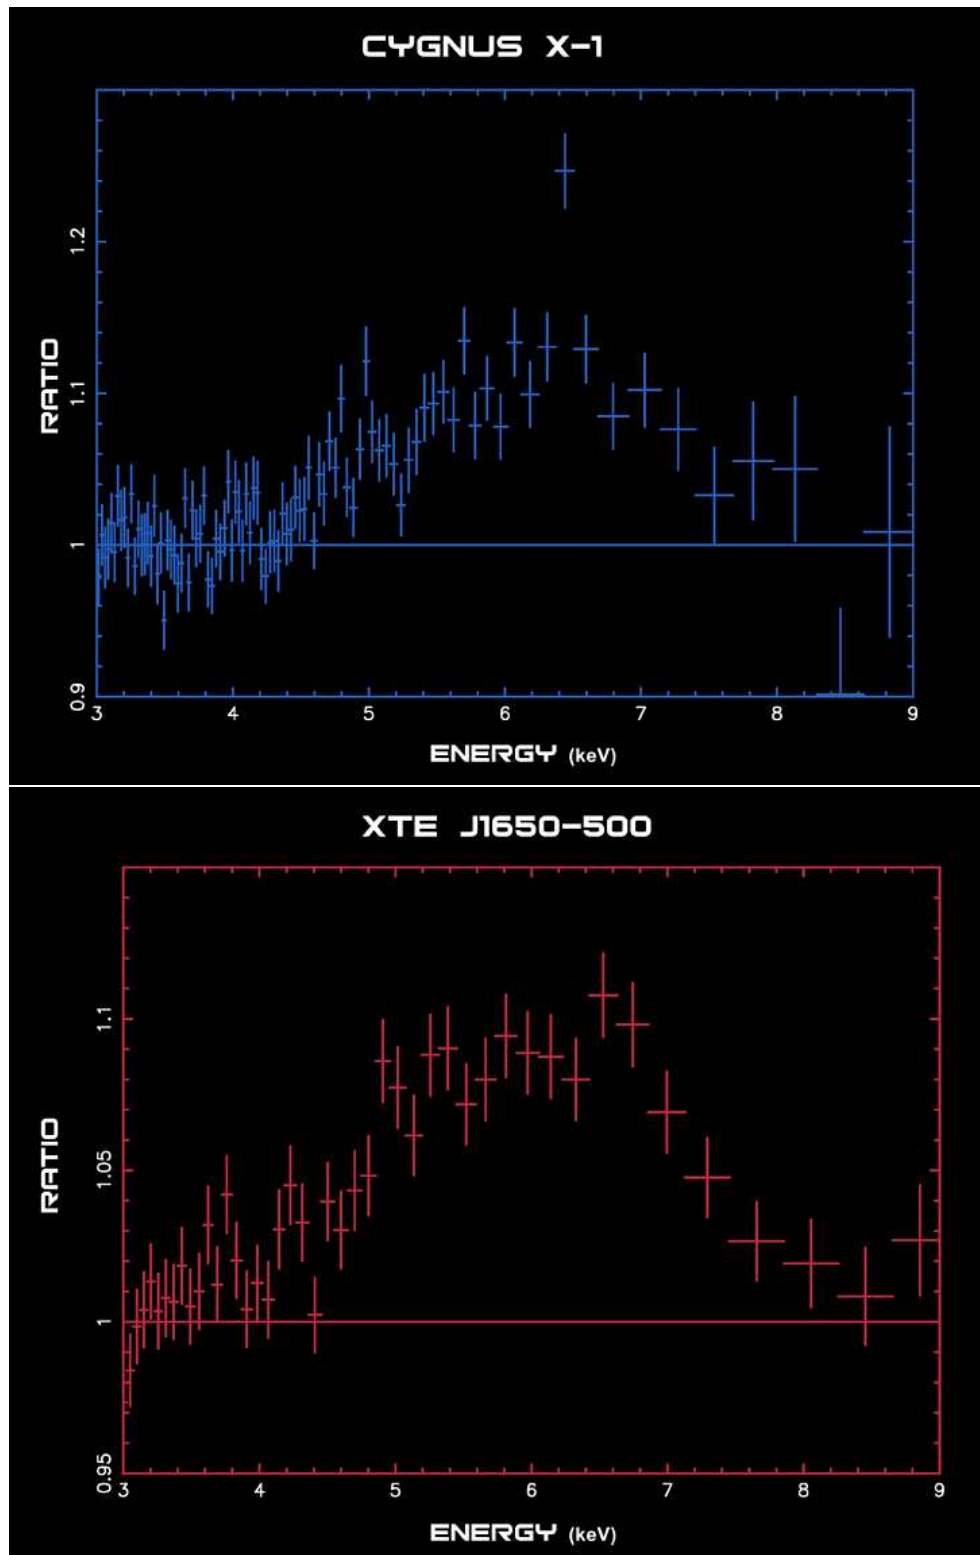 CYGNUS X-1
RATIO
1.2
1.1
1
0.9
3 4 5 6 7 8 9
ENERGY (keV)
XTE J1650-500
RATIO
1.1
1.05
1
0.95
3 4 5 6 7 8 9
ENERGY (keV)